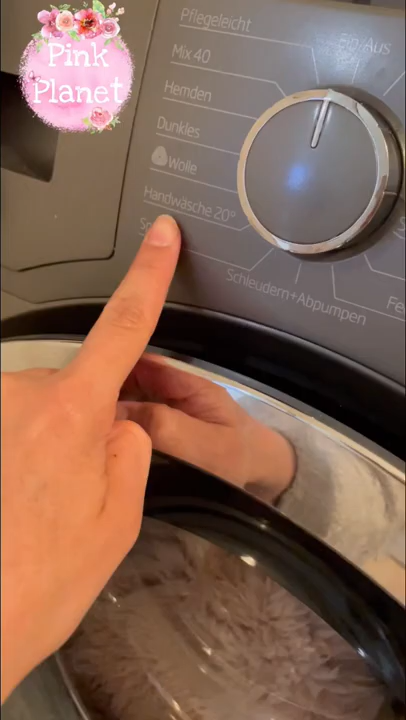 Pink
Planet
Pflegeleicht
Ein/Aus
Mix 40
Hemden
Dunkles
Wolle
Handwäsche 20°
Schleudern+Abpumpen